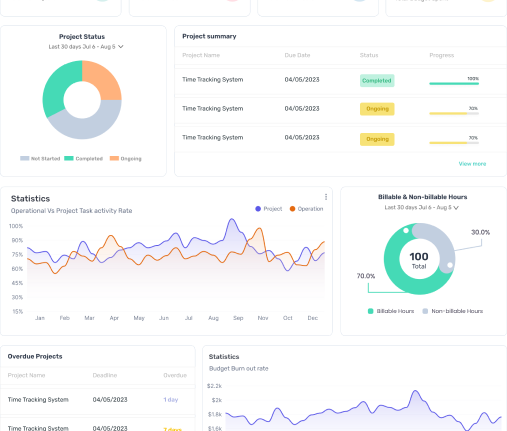 Project Status
Last 30 days Jul 6 - Aug 5
Not Started Completed Ongoing
Project summary
Project Name Due Date Status Progress
Time Tracking System 04/05/2023 Completed 100%
Time Tracking System 04/05/2023 Ongoing 70%
Time Tracking System 04/05/2023 Ongoing 70%
View more
Statistics
Operational Vs Project Task activity Rate
Project Operation
100%
90%
75%
60%
45%
30%
15%
Jan Feb Mar Apr May Jun Jul Aug Sep Nov Oct Dec
Billable & Non-billable Hours
Last 30 days Jul 6 - Aug 5
30.0%
100
Total
70.0%
Billable Hours Non-billable Hours
Overdue Projects
Project Name Deadline Overdue
Time Tracking System 04/05/2023 1 day
Time Tracking System 04/05/2023 3 days
Statistics
Budget Burn out rate
$2.2k
$2k
$1.8k
$1.6k